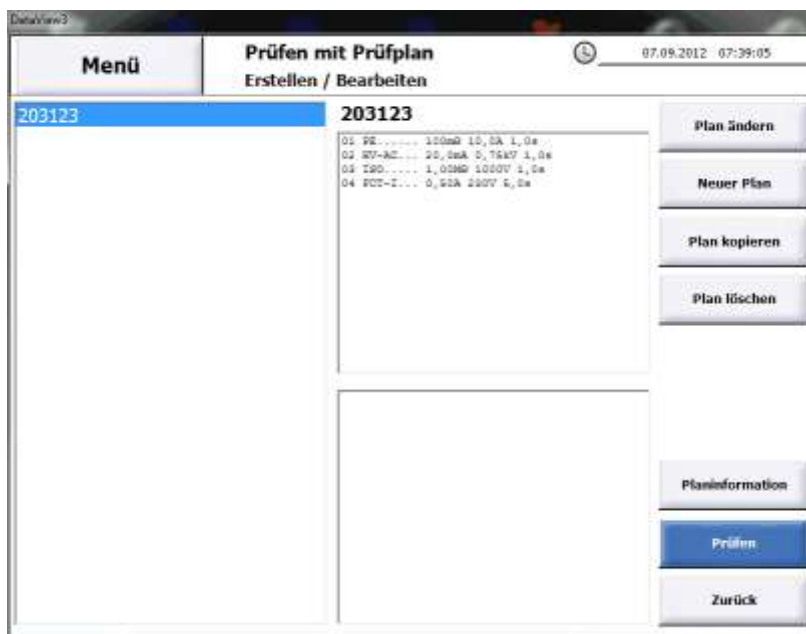 DataView3
Menü
Prüfen mit Prüfplan
Erstellen / Bearbeiten
07.09.2012 07:39:05
203123
203123
01 PE...... 100mΩ 10,0A 1,0s
02 HV-AC... 20,0mA 0,76kV 1,0s
03 ISO..... 1,00MΩ 1000V 1,0s
04 FCT-I... 0,50A 230V 5,0s
Plan ändern
Neuer Plan
Plan kopieren
Plan löschen
Planinformation
Prüfen
Zurück